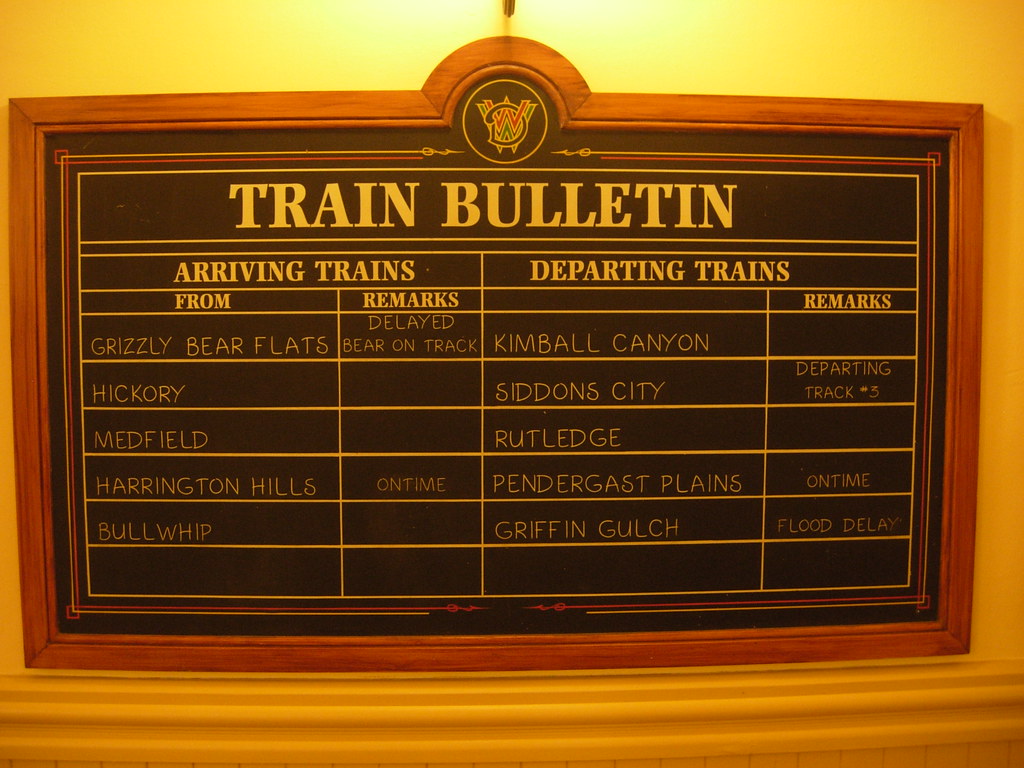 TRAIN BULLETIN
ARRIVING TRAINS DEPARTING TRAINS
FROM REMARKS REMARKS
GRIZZLY BEAR FLATS DELAYED
BEAR ON TRACK KIMBALL CANYON
HICKORY SIDDONS CITY DEPARTING
TRACK #3
MEDFIELD RUTLEDGE
HARRINGTON HILLS ONTIME PENDERGAST PLAINS ONTIME
BULLWHIP GRIFFIN GULCH FLOOD DELAY